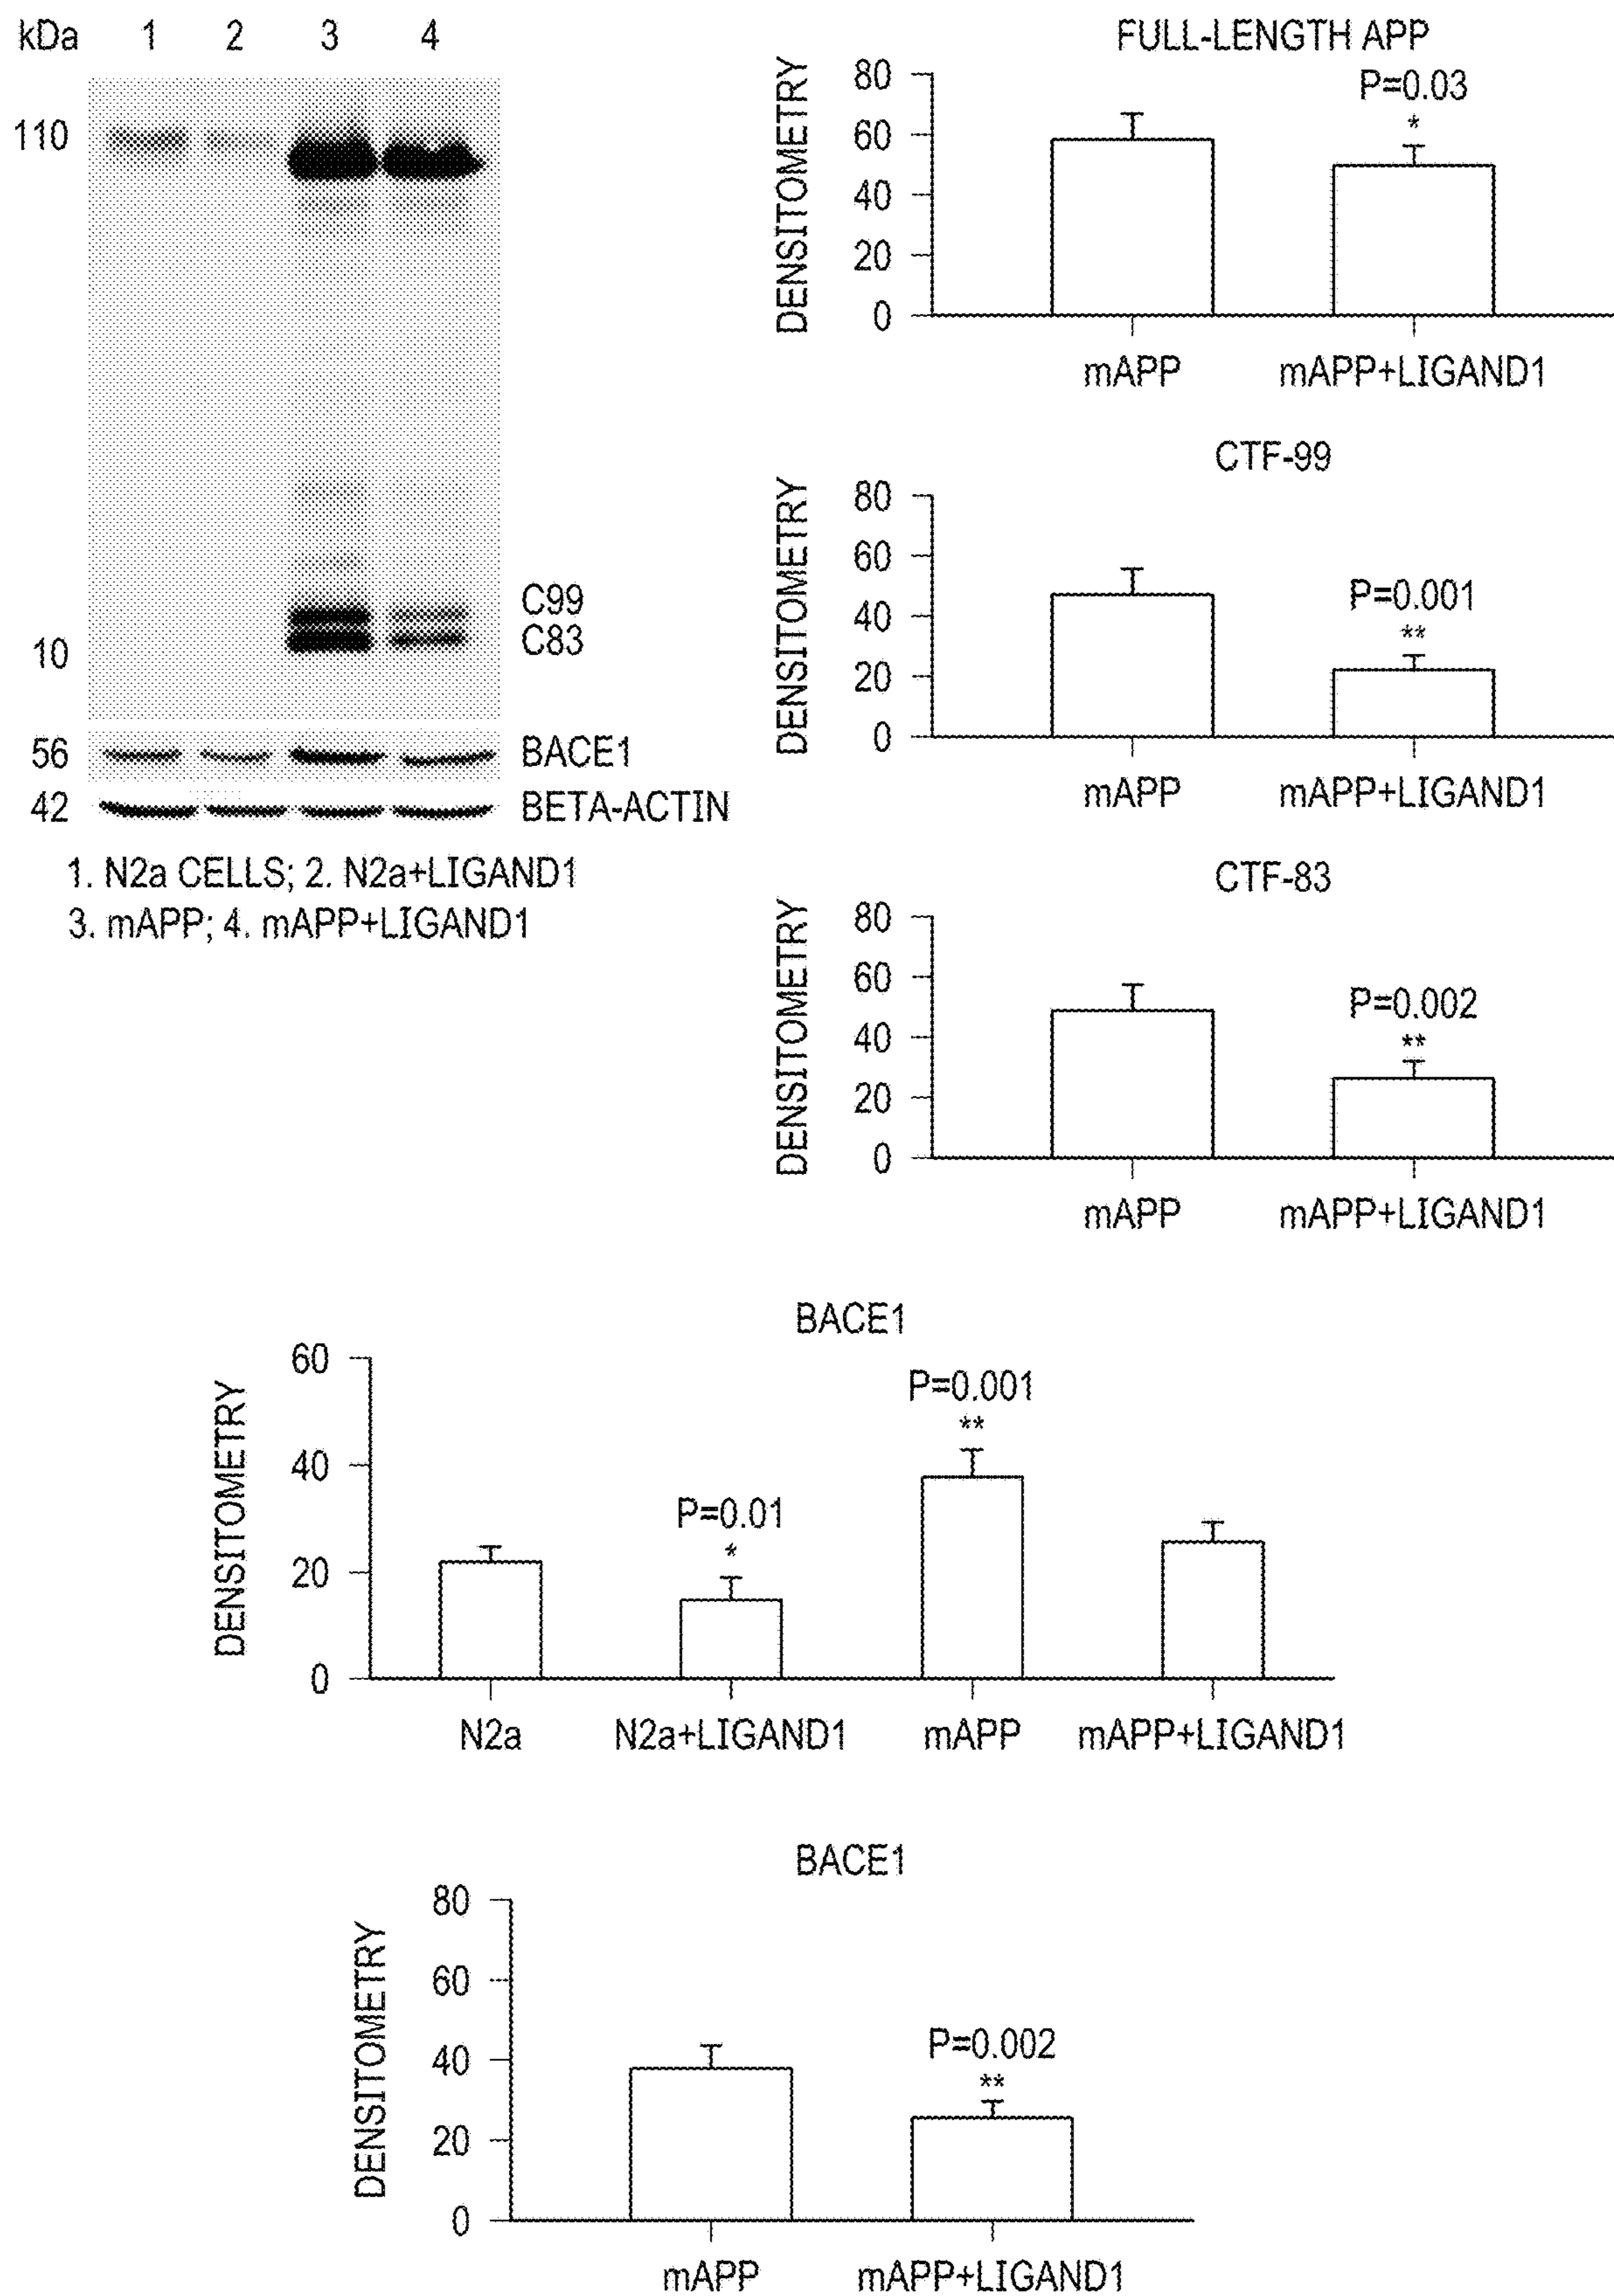 kDa 1 2 3 4
110
10
C99
C83
56 BACE1
42 BETA-ACTIN
1. N2a CELLS; 2. N2a+LIGAND1
3. mAPP; 4. mAPP+LIGAND1
FULL-LENGTH APP
DENSITOMETRY
80
60
40
20
0
P=0.03
*
mAPP mAPP+LIGAND1
CTF-99
DENSITOMETRY
80
60
40
20
0
P=0.001
**
mAPP mAPP+LIGAND1
CTF-83
DENSITOMETRY
80
60
40
20
0
P=0.002
**
mAPP mAPP+LIGAND1
BACE1
DENSITOMETRY
60
40
20
0
P=0.01
*
P=0.001
**
N2a N2a+LIGAND1 mAPP mAPP+LIGAND1
BACE1
DENSITOMETRY
80
60
40
20
0
P=0.002
**
mAPP mAPP+LIGAND1